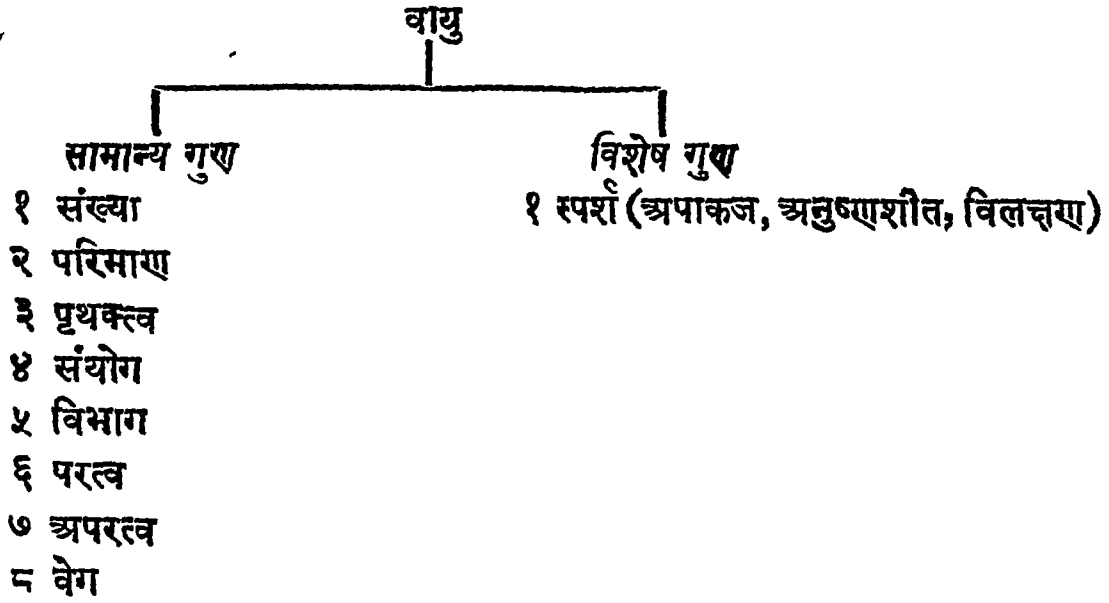 वायु
सामान्य गुण
१ संख्या
२ परिमाण
३ पृथक्त्व
४ संयोग
५ विभाग
६ परत्व
७ अपरत्व
८ वेग
विशेष गुण
१ स्पर्श (अपाकज, अनुष्णशीत, विलक्षण)